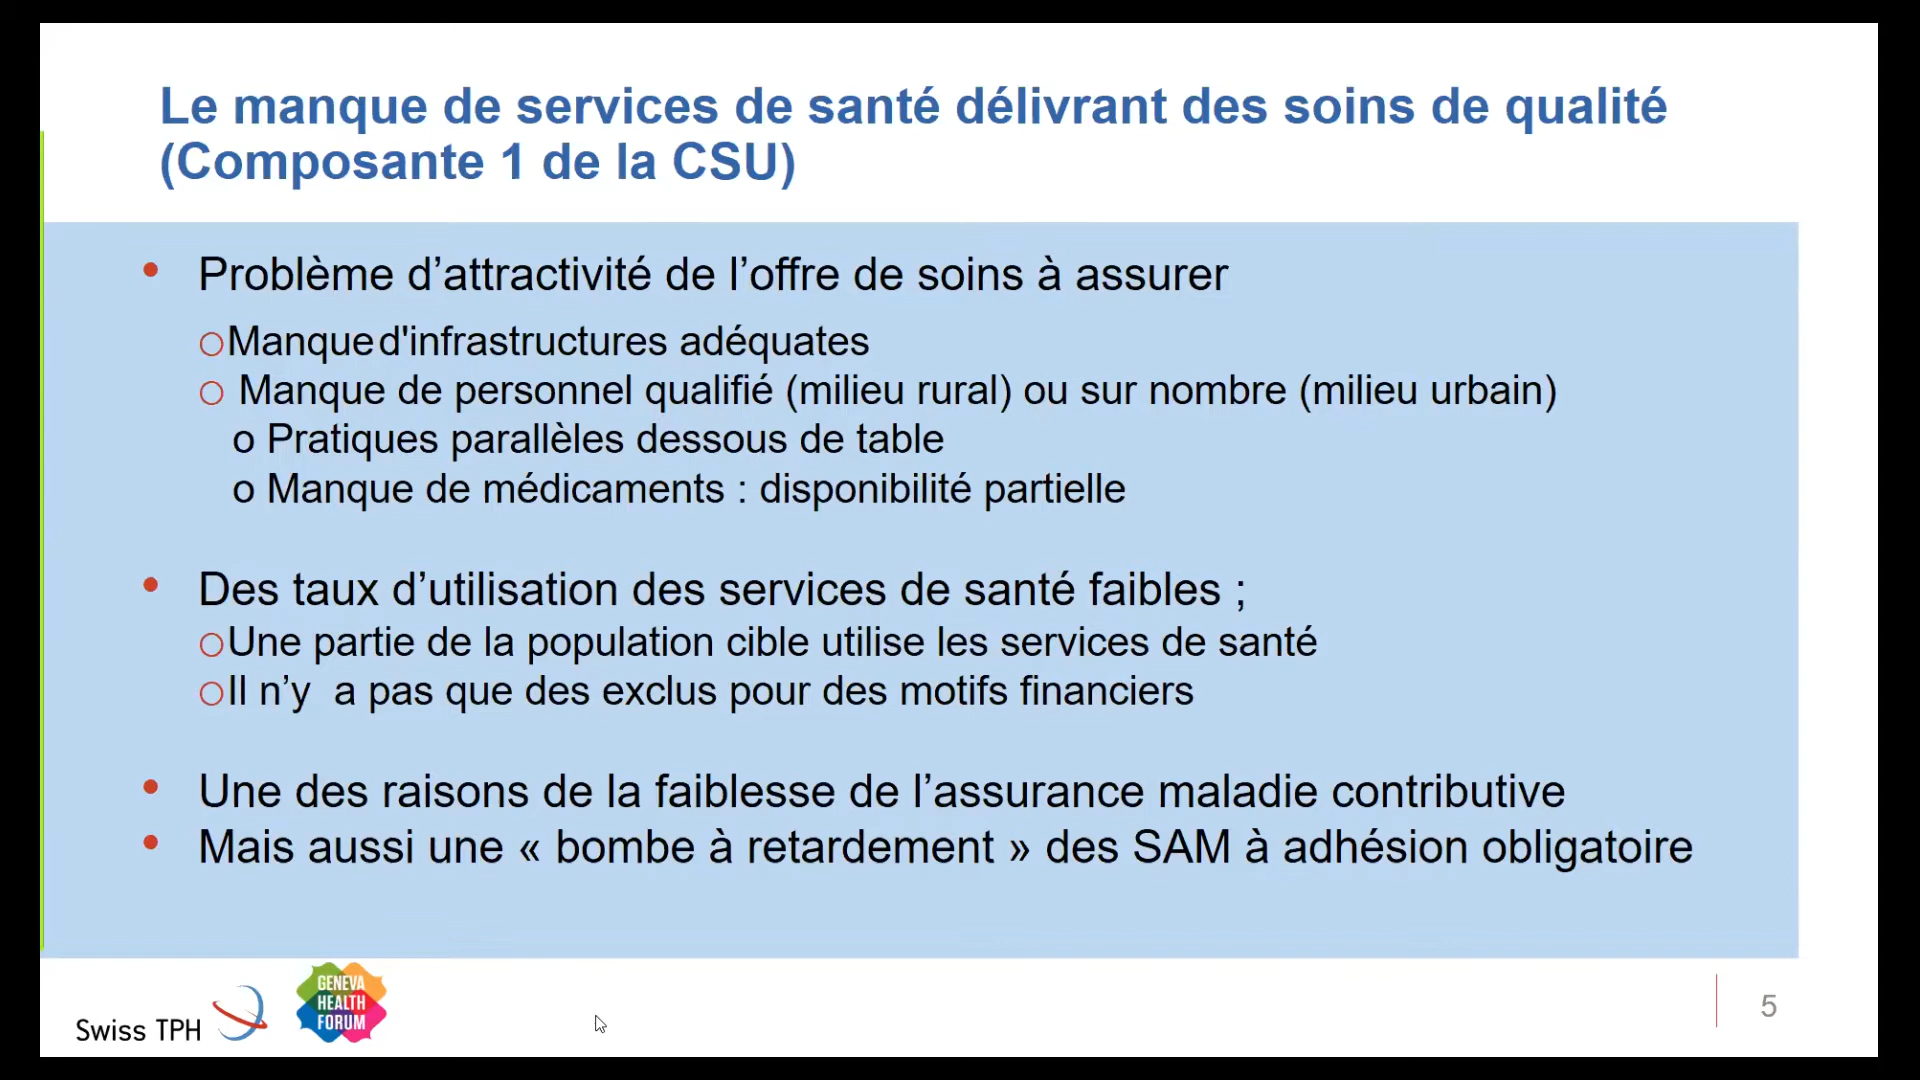 Le manque de services de santé délivrant des soins de qualité
(Composante 1 de la CSU)
• Problème d’attractivité de l’offre de soins à assurer
oManque d'infrastructures adéquates
o Manque de personnel qualifié (milieu rural) ou sur nombre (milieu urbain)
o Pratiques parallèles dessous de table
o Manque de médicaments : disponibilité partielle
• Des taux d’utilisation des services de santé faibles ;
oUne partie de la population cible utilise les services de santé
oIl n’y  a pas que des exclus pour des motifs financiers
• Une des raisons de la faiblesse de l’assurance maladie contributive
• Mais aussi une « bombe à retardement » des SAM à adhésion obligatoire
Swiss TPH
GENEVA
HEALTH
FORUM
5